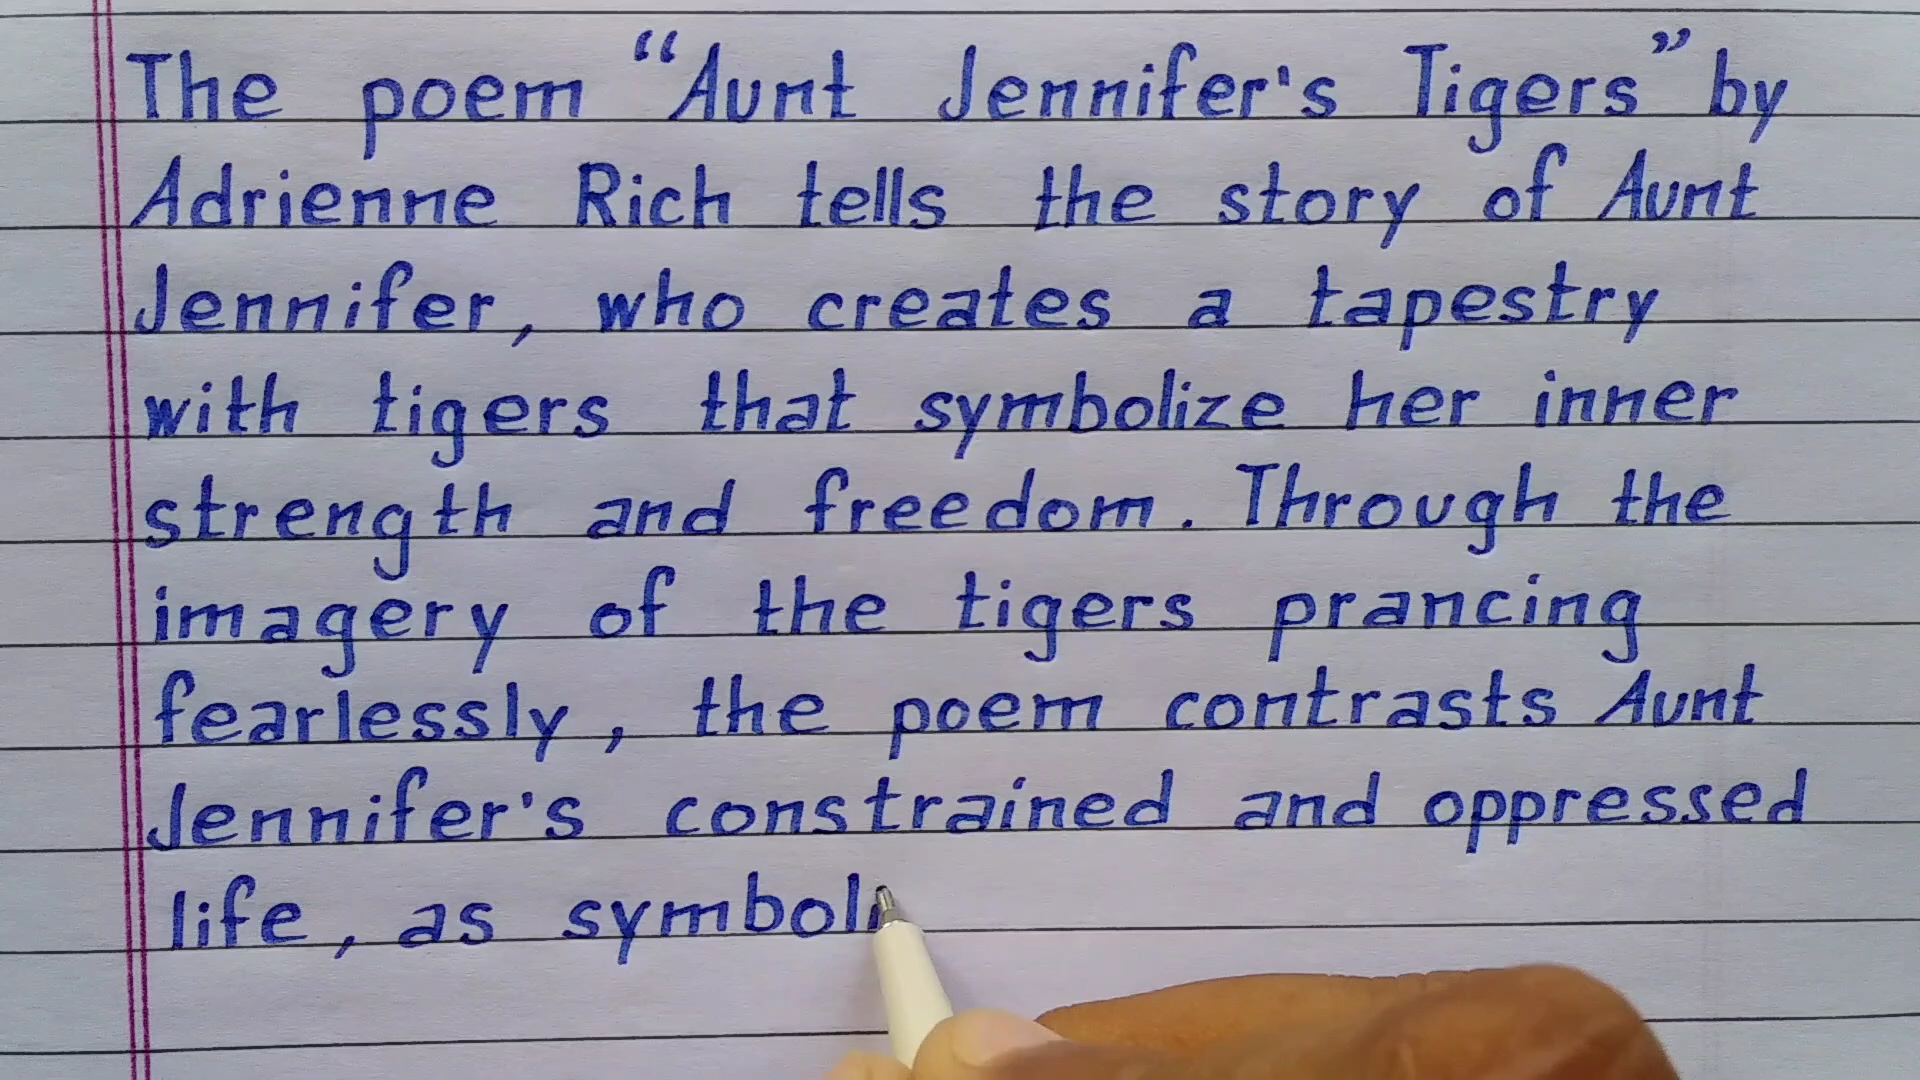 The poem “Aunt Jennifer's Tigers” by
Adrienne Rich tells the story of Aunt
Jennifer, who creates a tapestry
with tigers that symbolize her inner
strength and freedom. Through the
imagery of the tigers prancing
fearlessly, the poem contrasts Aunt
Jennifer's constrained and oppressed
life, as symboli